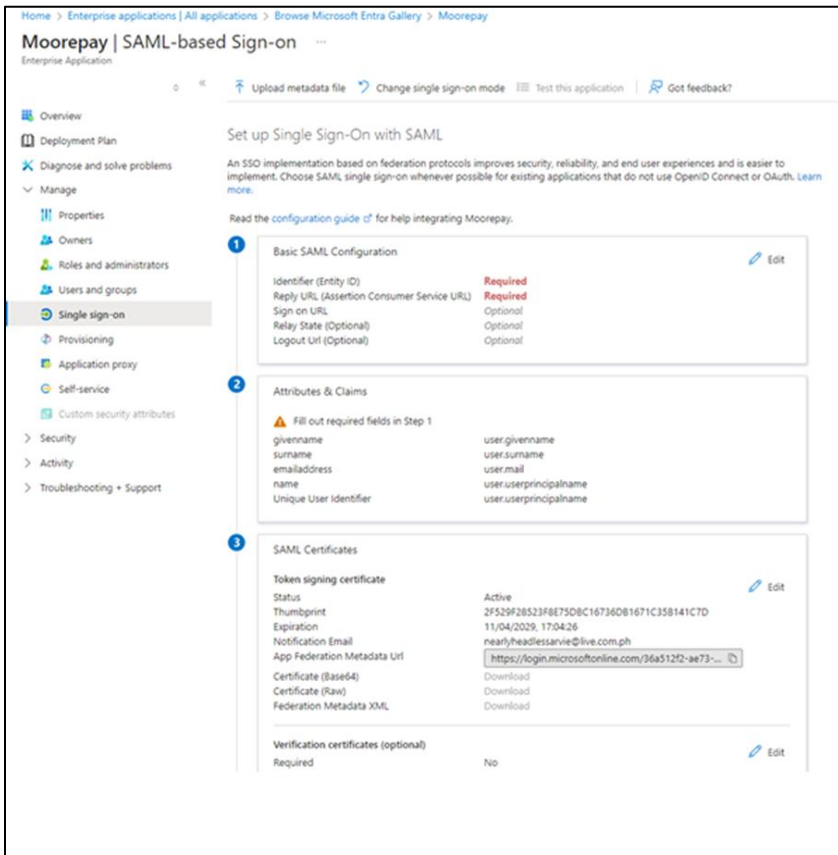 Home > Enterprise applications | All applications > Browse Microsoft Entra Gallery > Moorepay
Moorepay | SAML-based Sign-on ...
Enterprise Application
Upload metadata file Change single sign-on mode Test this application | Got feedback?
Overview
Deployment Plan
Diagnose and solve problems
Manage
Properties
Owners
Roles and administrators
Users and groups
Single sign-on
Provisioning
Application proxy
Self-service
Custom security attributes
Security
Activity
Troubleshooting + Support
Set up Single Sign-On with SAML
An SSO implementation based on federation protocols improves security, reliability, and end user experiences and is easier to
implement. Choose SAML single sign-on whenever possible for existing applications that do not use OpenID Connect or OAuth. Learn
more.
Read the configuration guide for help integrating Moorepay.
1
Basic SAML Configuration
Edit
Identifier (Entity ID) Required
Reply URL (Assertion Consumer Service URL) Required
Sign on URL Optional
Relay State (Optional) Optional
Logout Url (Optional) Optional
2
Attributes & Claims
Fill out required fields in Step 1
givenname user.givenname
surname user.surname
emailaddress user.mail
name user.userprincipalname
Unique User Identifier user.userprincipalname
3
SAML Certificates
Token signing certificate
Edit
Status Active
Thumbprint 2F529F28523F8E75DBC16736DB1671C358141C7D
Expiration 11/04/2029, 17:04:26
Notification Email nearlyheadlessarvie@live.com.ph
App Federation Metadata Url https://login.microsoftonline.com/36a512f2-ae73-...
Certificate (Base64) Download
Certificate (Raw) Download
Federation Metadata XML Download
Verification certificates (optional)
Edit
Required No